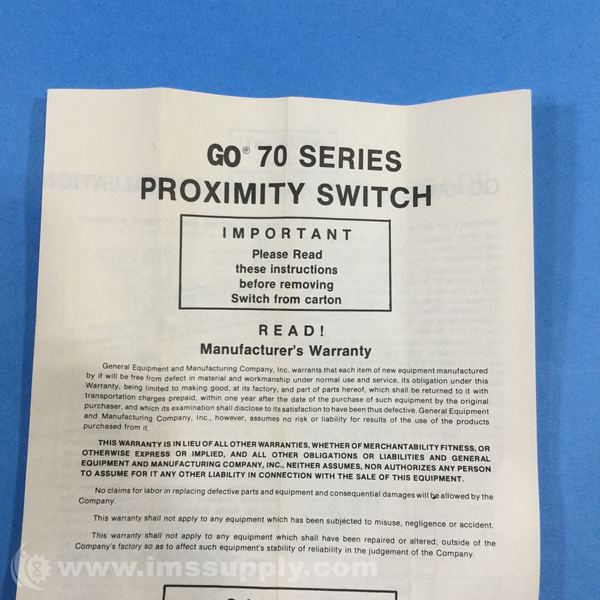 GO® 70 SERIES
PROXIMITY SWITCH
IMPORTANT
Please Read
these instructions
before removing
Switch from carton
READ!
Manufacturer's Warranty
General Equipment and Manufacturing Company, Inc. warrants that each item of new equipment manufactured
by it will be free from defect in material and workmanship under normal use and service, its obligation under this
Warranty, being limited to making good, at its factory, and part of parts hereof, which shall be returned to it with
transportation charges prepaid, within one year after the date of the purchase of such equipment by the original
purchaser, and which its examination shall disclose to its satisfaction to have been thus defective. General Equipment
and Manufacturing Company, Inc., however, assumes no risk or liability for results of the use of the products
purchased from it.
THIS WARRANTY IS IN LIEU OF ALL OTHER WARRANTIES, WHETHER OF MERCHANTABILITY FITNESS, OR
OTHERWISE EXPRESS OR IMPLIED, AND ALL OTHER OBLIGATIONS OR LIABILITIES AND GENERAL
EQUIPMENT AND MANUFACTURING COMPANY, INC., NEITHER ASSUMES, NOR AUTHORIZES ANY PERSON
TO ASSUME FOR IT ANY OTHER LIABILITY IN CONNECTION WITH THE SALE OF THIS EQUIPMENT.
No claims for labor in replacing defective parts and equipment and consequential damages will be allowed by the
Company.
This warranty shall not apply to any equipment which has been subjected to misuse, negligence or accident.
This warranty shall not apply to any equipment which shall have been repaired or altered, outside of the
Company's factory so as to affect such equipment's stability of reliability in the judgement of the Company.
www.imssupply.com